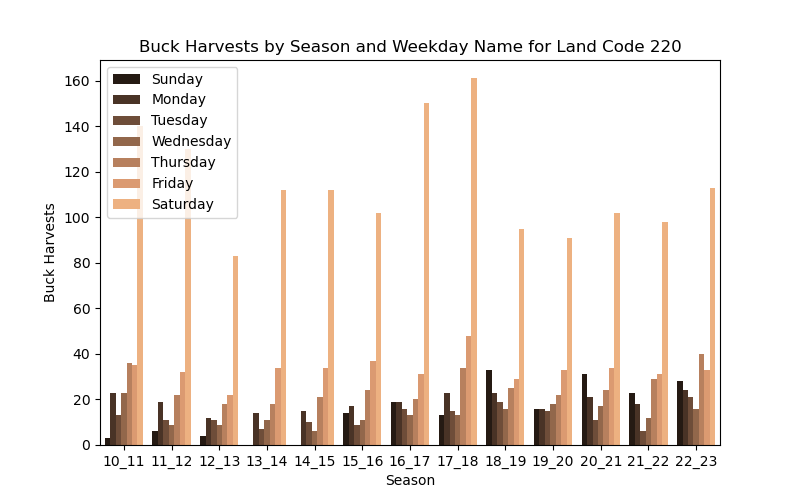 Buck Harvests by Season and Weekday Name for Land Code 220
Buck Harvests
160
140
120
100
80
60
40
20
0
Sunday
Monday
Tuesday
Wednesday
Thursday
Friday
Saturday
10_11 11_12 12_13 13_14 14_15 15_16 16_17 17_18 18_19 19_20 20_21 21_22 22_23
Season